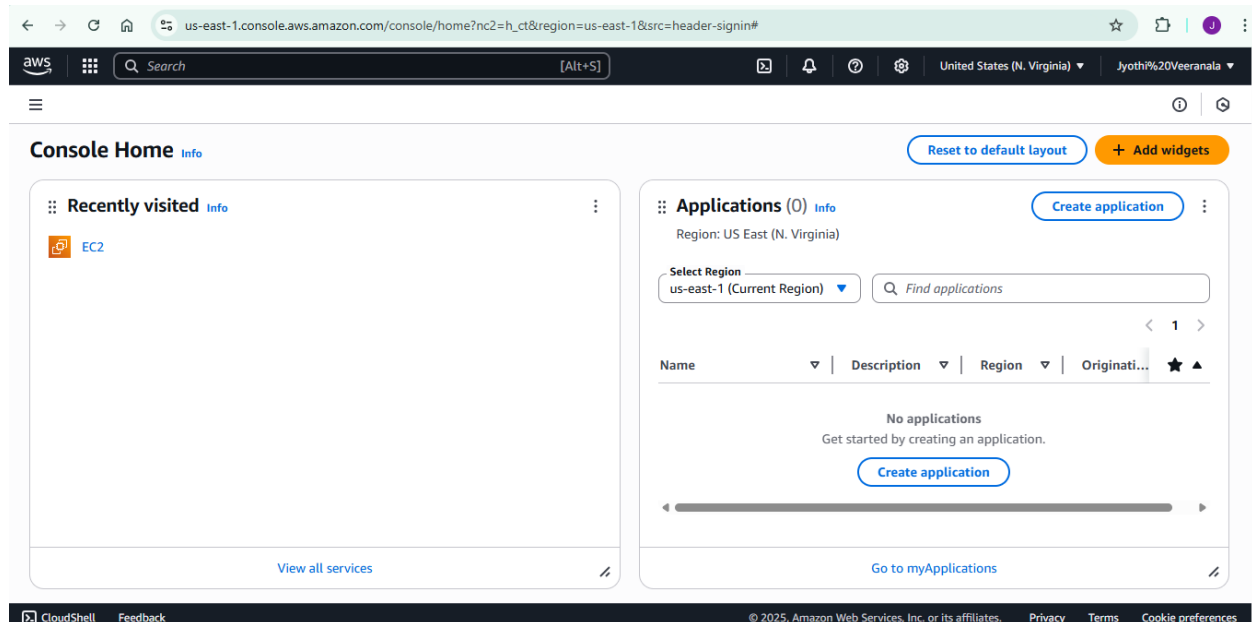 us-east-1.console.aws.amazon.com/console/home?nc2=h_ct&region=us-east-1&src=header-signin#
J
aws
Search
[Alt+S]
United States (N. Virginia)
Jyothi%20Veeranala
Console Home Info
Reset to default layout
+ Add widgets
Recently visited Info
EC2
View all services
Applications (0) Info
Create application
Region: US East (N. Virginia)
Select Region
us-east-1 (Current Region)
Find applications
1
Name Description Region Originati...
No applications
Get started by creating an application.
Create application
Go to myApplications
CloudShell Feedback © 2025, Amazon Web Services, Inc. or its affiliates. Privacy Terms Cookie preferences